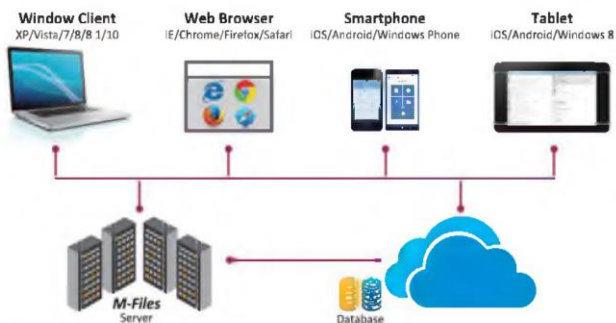 Window Client
XP/Vista/7/8/8 1/10
Web Browser
IE/Chrome/Firefox/Safari
Smartphone
iOS/Android/Windows Phone
Tablet
iOS/Android/Windows 8
M-Files
Server
Database